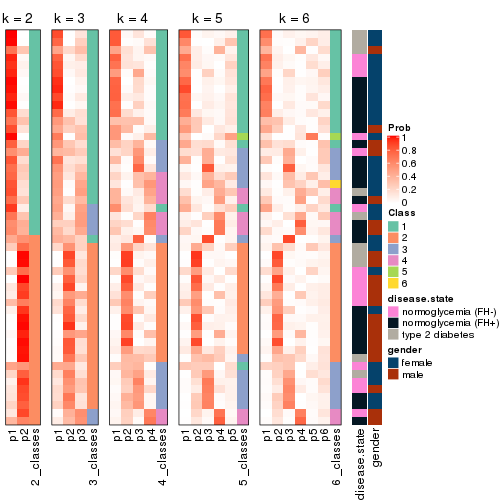 k = 2
k = 3
k = 4
k = 5
k = 6
p1
p2
2_classes
p1
p2
p3
3_classes
p1
p2
p3
p4
4_classes
p1
p2
p3
p4
p5
5_classes
p1
p2
p3
p4
p5
p6
6_classes
disease.state
gender
Prob
1
0.8
0.6
0.4
0.2
0
Class
1
2
3
4
5
6
disease.state
normoglycemia (FH-)
normoglycemia (FH+)
type 2 diabetes
gender
female
male